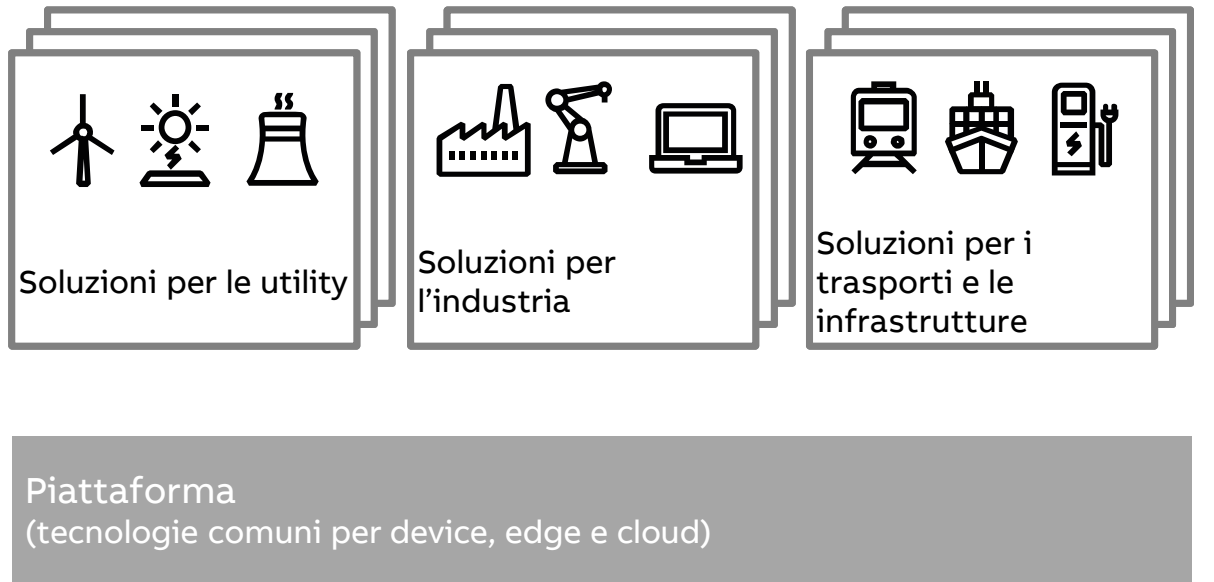 Soluzioni per le utility
Soluzioni per
l’industria
Soluzioni per i
trasporti e le
infrastrutture
Piattaforma
(tecnologie comuni per device, edge e cloud)